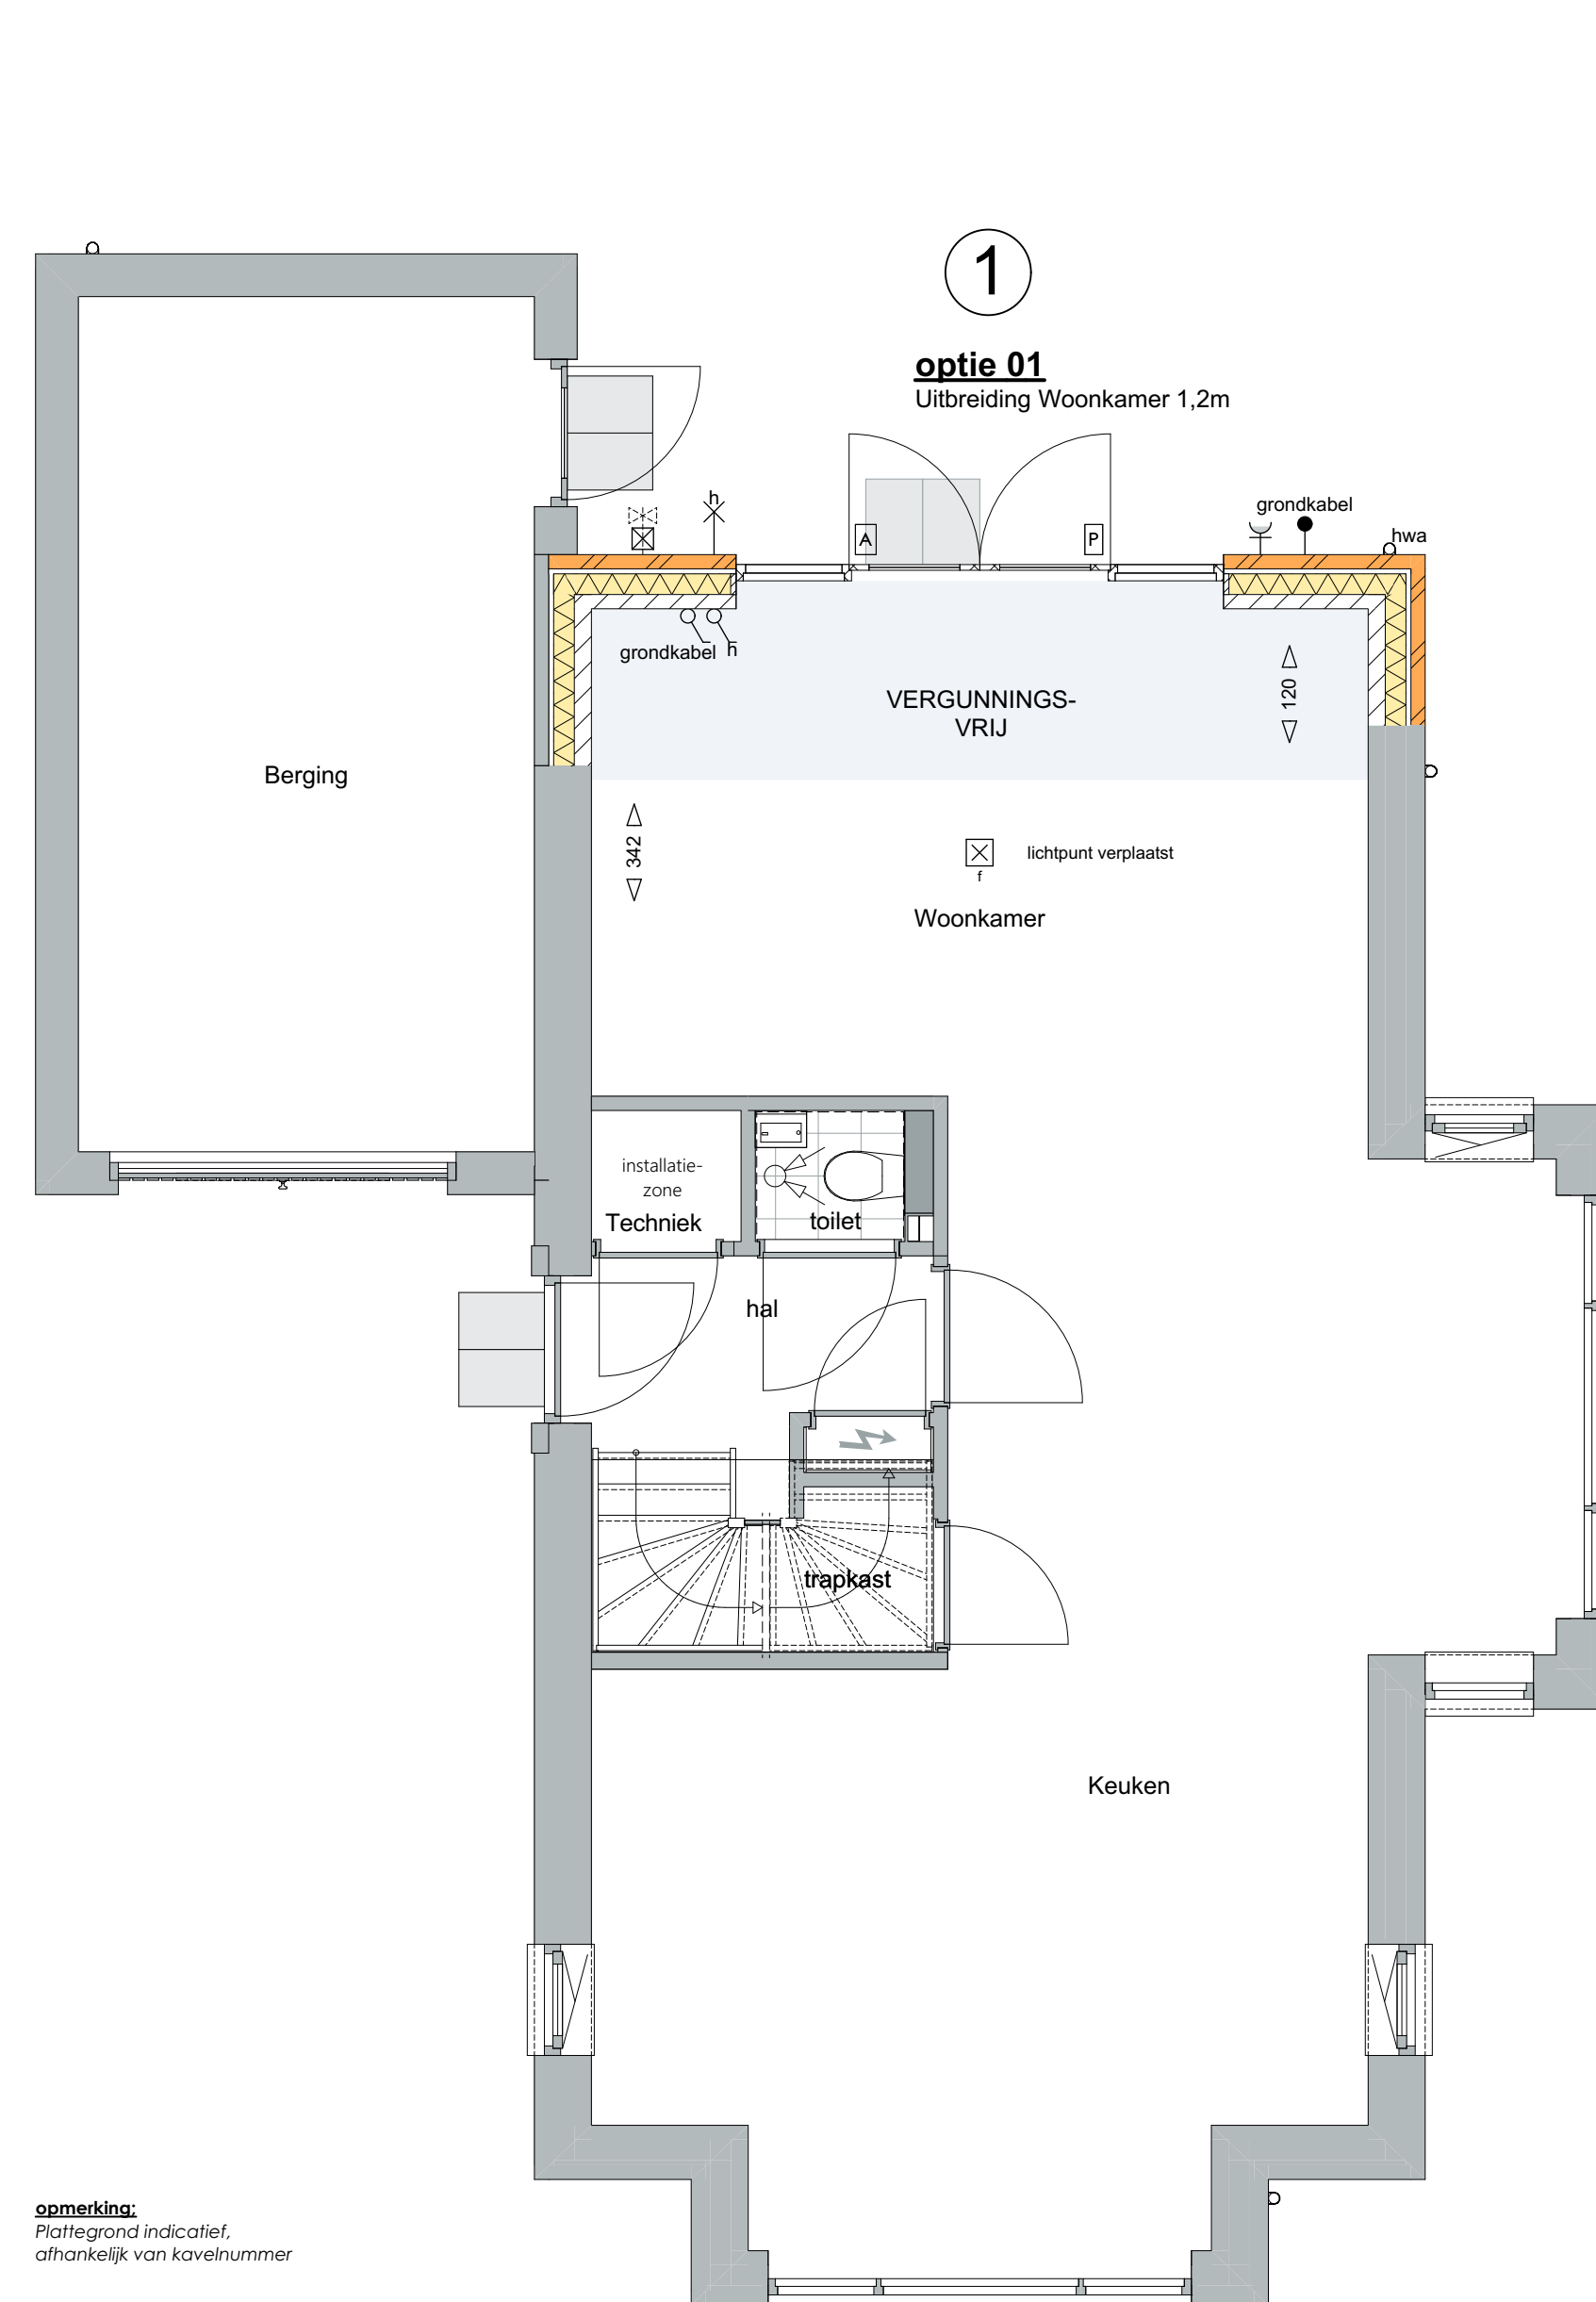 1
optie 01
Uitbreiding Woonkamer 1,2m
h
grondkabel
hwa
A
P
grondkabel
h
VERGUNNINGS-
VRIJ
120
Berging
342
lichtpunt verplaatst
f
Woonkamer
installatie-
zone
Techniek
toilet
hal
trapkast
Keuken
opmerking;
Plattegrond indicatief,
afhankelijk van kavelnummer